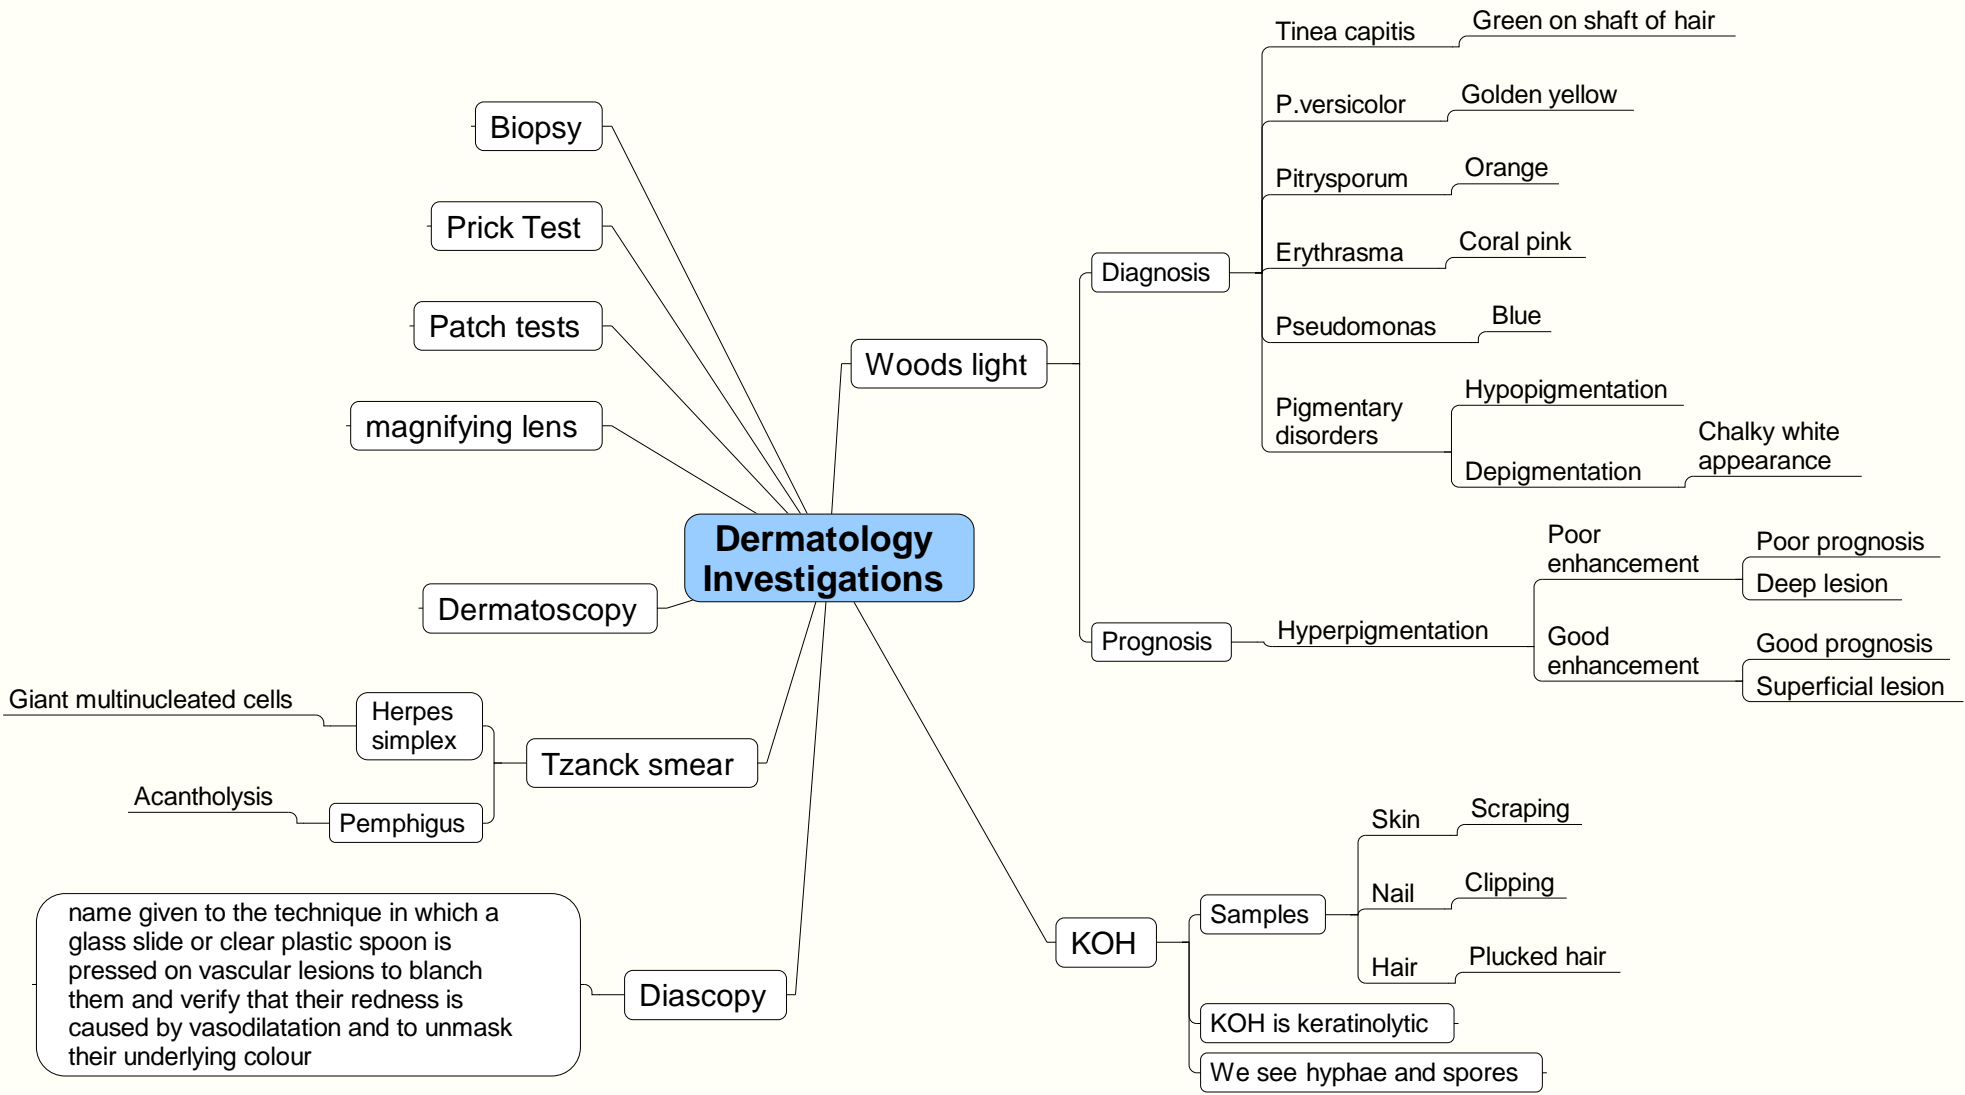 Dermatology
Investigations
Biopsy
Prick Test
Patch tests
magnifying lens
Dermatoscopy
Tzanck smear
Herpes
simplex
Giant multinucleated cells
Pemphigus
Acantholysis
Diascopy
name given to the technique in which a
glass slide or clear plastic spoon is
pressed on vascular lesions to blanch
them and verify that their redness is
caused by vasodilatation and to unmask
their underlying colour
Woods light
Diagnosis
Tinea capitis
Green on shaft of hair
P.versicolor
Golden yellow
Pitrysporum
Orange
Erythrasma
Coral pink
Pseudomonas
Blue
Pigmentary
disorders
Hypopigmentation
Depigmentation
Chalky white
appearance
Prognosis
Hyperpigmentation
Poor
enhancement
Poor prognosis
Deep lesion
Good
enhancement
Good prognosis
Superficial lesion
KOH
Samples
Skin
Scraping
Nail
Clipping
Hair
Plucked hair
KOH is keratinolytic
We see hyphae and spores